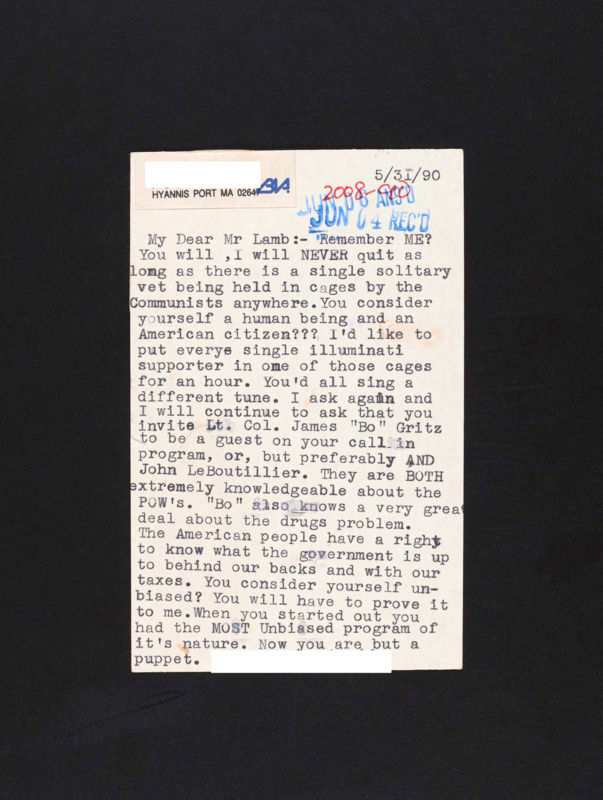 HYANNIS PORT MA 02647
5/31/90
2008-900
JUN 06 ANS'D
JUN 04 REC'D
My Dear Mr Lamb:- Remember ME?
You will ,I will NEVER quit as
long as there is a single solitary
vet being held in cages by the
Communists anywhere.You consider
yourself a human being and an
American citizen??? I'd like to
put everye single illuminati
supporter in one of those cages
for an hour. You'd all sing a
different tune. I ask again and
I will continue to ask that you
invite Lt. Col. James "Bo" Gritz
to be a guest on your call in
program, or, but preferably AND
John LeBoutillier. They are BOTH
extremely knowledgeable about the
POW's. "Bo" also knows a very great
deal about the drugs problem.
The American people have a right
to know what the government is up
to behind our backs and with our
taxes. You consider yourself un-
biased? You will have to prove it
to me.When you started out you
had the MOST Unbiased program of
it's nature. Now you are but a
puppet.